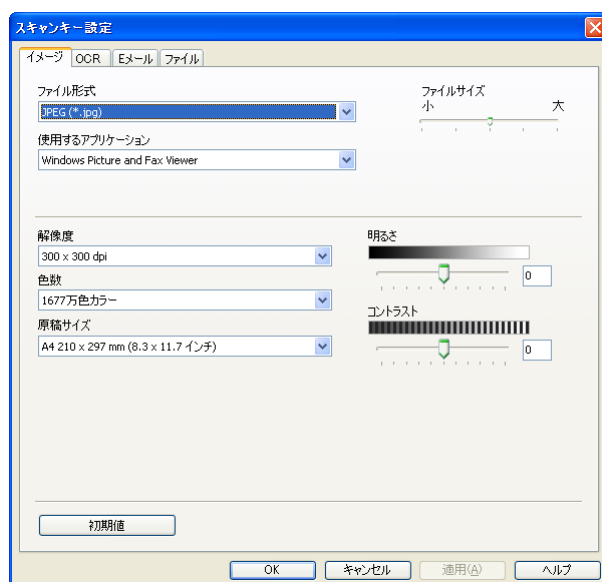 スキャンキー設定
イメージ OCR Eメール ファイル
ファイル形式
JPEG (*.jpg)
使用するアプリケーション
Windows Picture and Fax Viewer
ファイルサイズ
小 大
解像度
300 x 300 dpi
色数
1677万色カラー
原稿サイズ
A4 210 x 297 mm (8.3 x 11.7 インチ)
明るさ
0
コントラスト
0
初期値
OK キャンセル 適用(A) ヘルプ